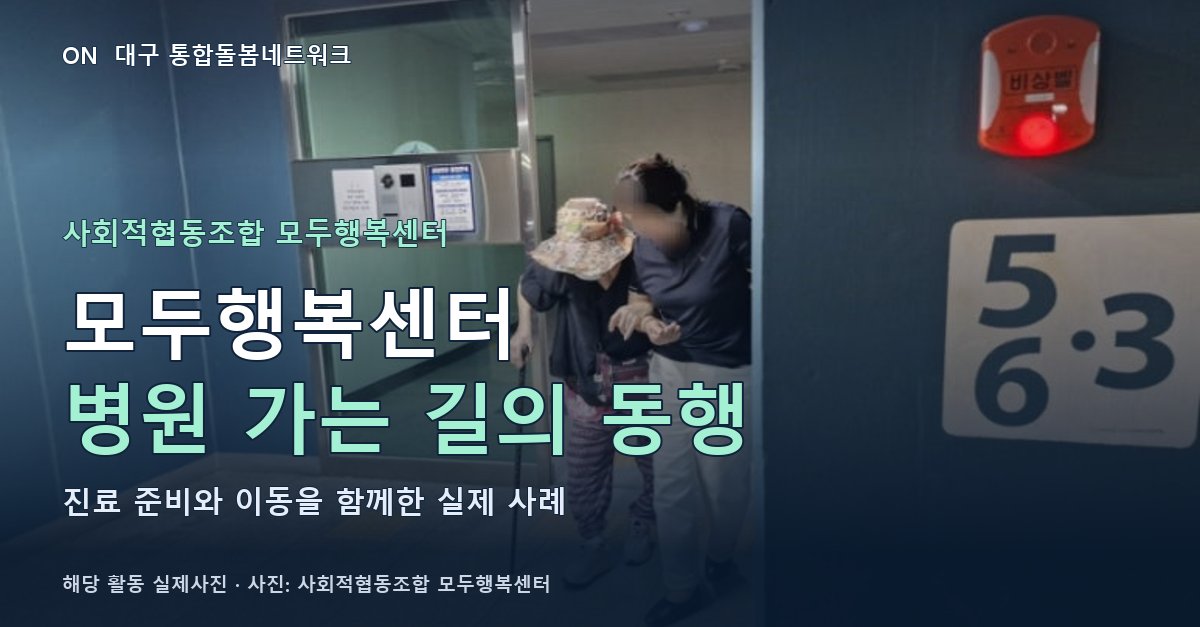 ON 대구 통합돌봄네트워크
비상벨
사회적협동조합 모두행복센터
5
6·3
모두행복센터
병원 가는 길의 동행
진료 준비와 이동을 함께한 실제 사례
해당 활동 실제사진 · 사진: 사회적협동조합 모두행복센터